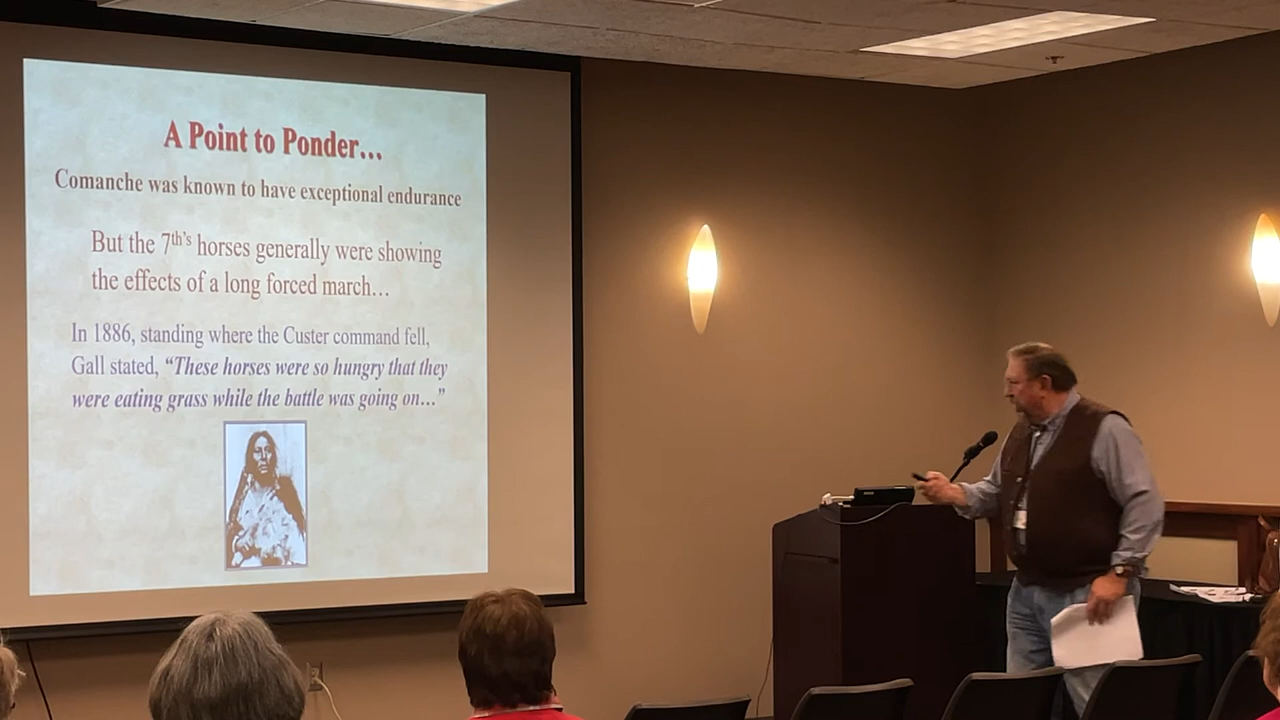 A Point to Ponder...
Comanche was known to have exceptional endurance
But the 7th's horses generally were showing
the effects of a long forced march...
In 1886, standing where the Custer command fell,
Gall stated, “These horses were so hungry that they
were eating grass while the battle was going on...”